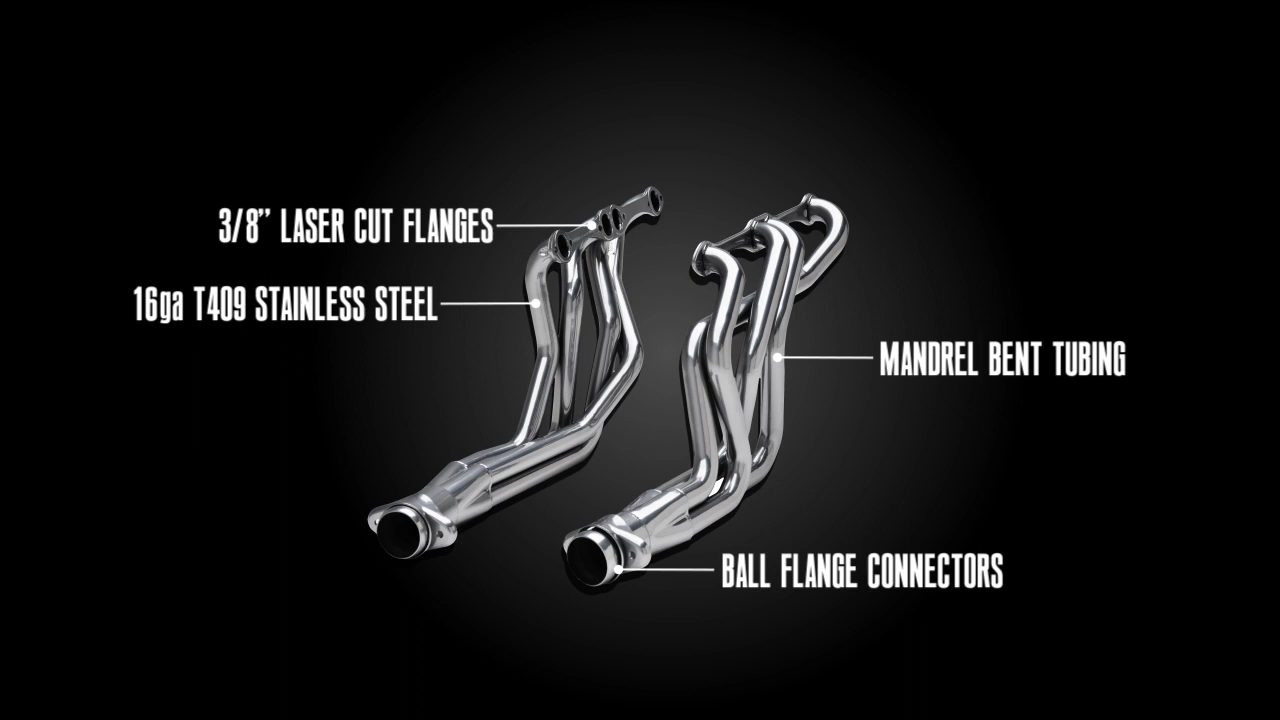 3/8” LASER CUT FLANGES
16ga T409 STAINLESS STEEL
MANDREL BENT TUBING
BALL FLANGE CONNECTORS